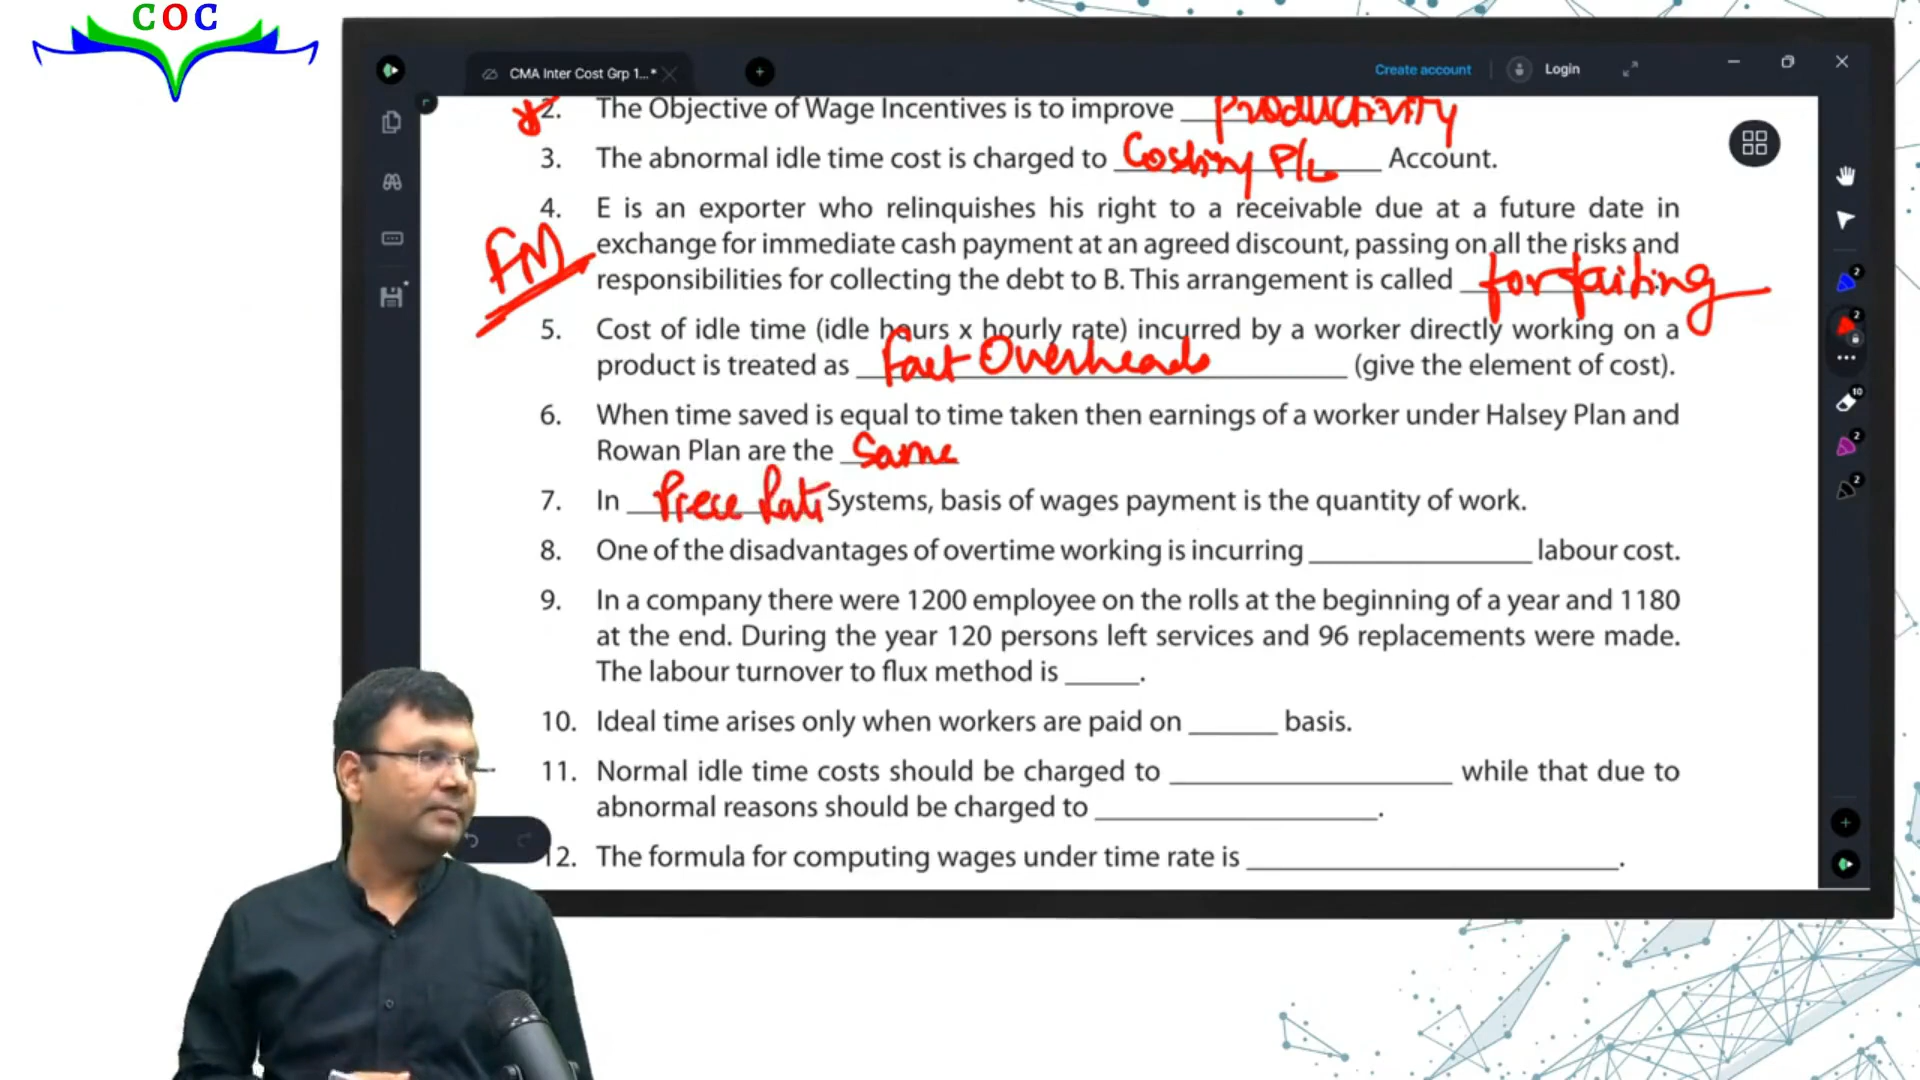 COC
CMA Inter Cost Grp 1...*
Create account
Login
2. The Objective of Wage Incentives is to improve Productivity
3. The abnormal idle time cost is charged to Costing P/L Account.
4. E is an exporter who relinquishes his right to a receivable due at a future date in
exchange for immediate cash payment at an agreed discount, passing on all the risks and
responsibilities for collecting the debt to B. This arrangement is called forfaiting.
FM
5. Cost of idle time (idle hours x hourly rate) incurred by a worker directly working on a
product is treated as Fact Overheads (give the element of cost).
6. When time saved is equal to time taken then earnings of a worker under Halsey Plan and
Rowan Plan are the Same
7. In Piece Rate Systems, basis of wages payment is the quantity of work.
8. One of the disadvantages of overtime working is incurring ____ labour cost.
9. In a company there were 1200 employee on the rolls at the beginning of a year and 1180
at the end. During the year 120 persons left services and 96 replacements were made.
The labour turnover to flux method is ____.
10. Ideal time arises only when workers are paid on ____ basis.
11. Normal idle time costs should be charged to ____ while that due to
abnormal reasons should be charged to ____.
12. The formula for computing wages under time rate is ____.
2
2
10
2
2